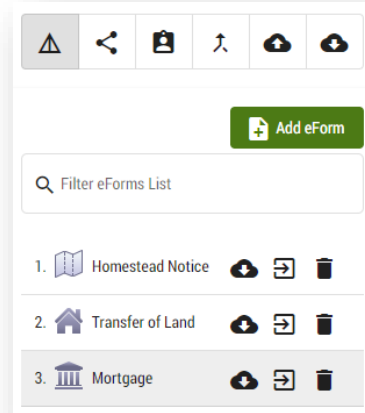 Add eForm
Filter eForms List
1. Homestead Notice
2. Transfer of Land
3. Mortgage